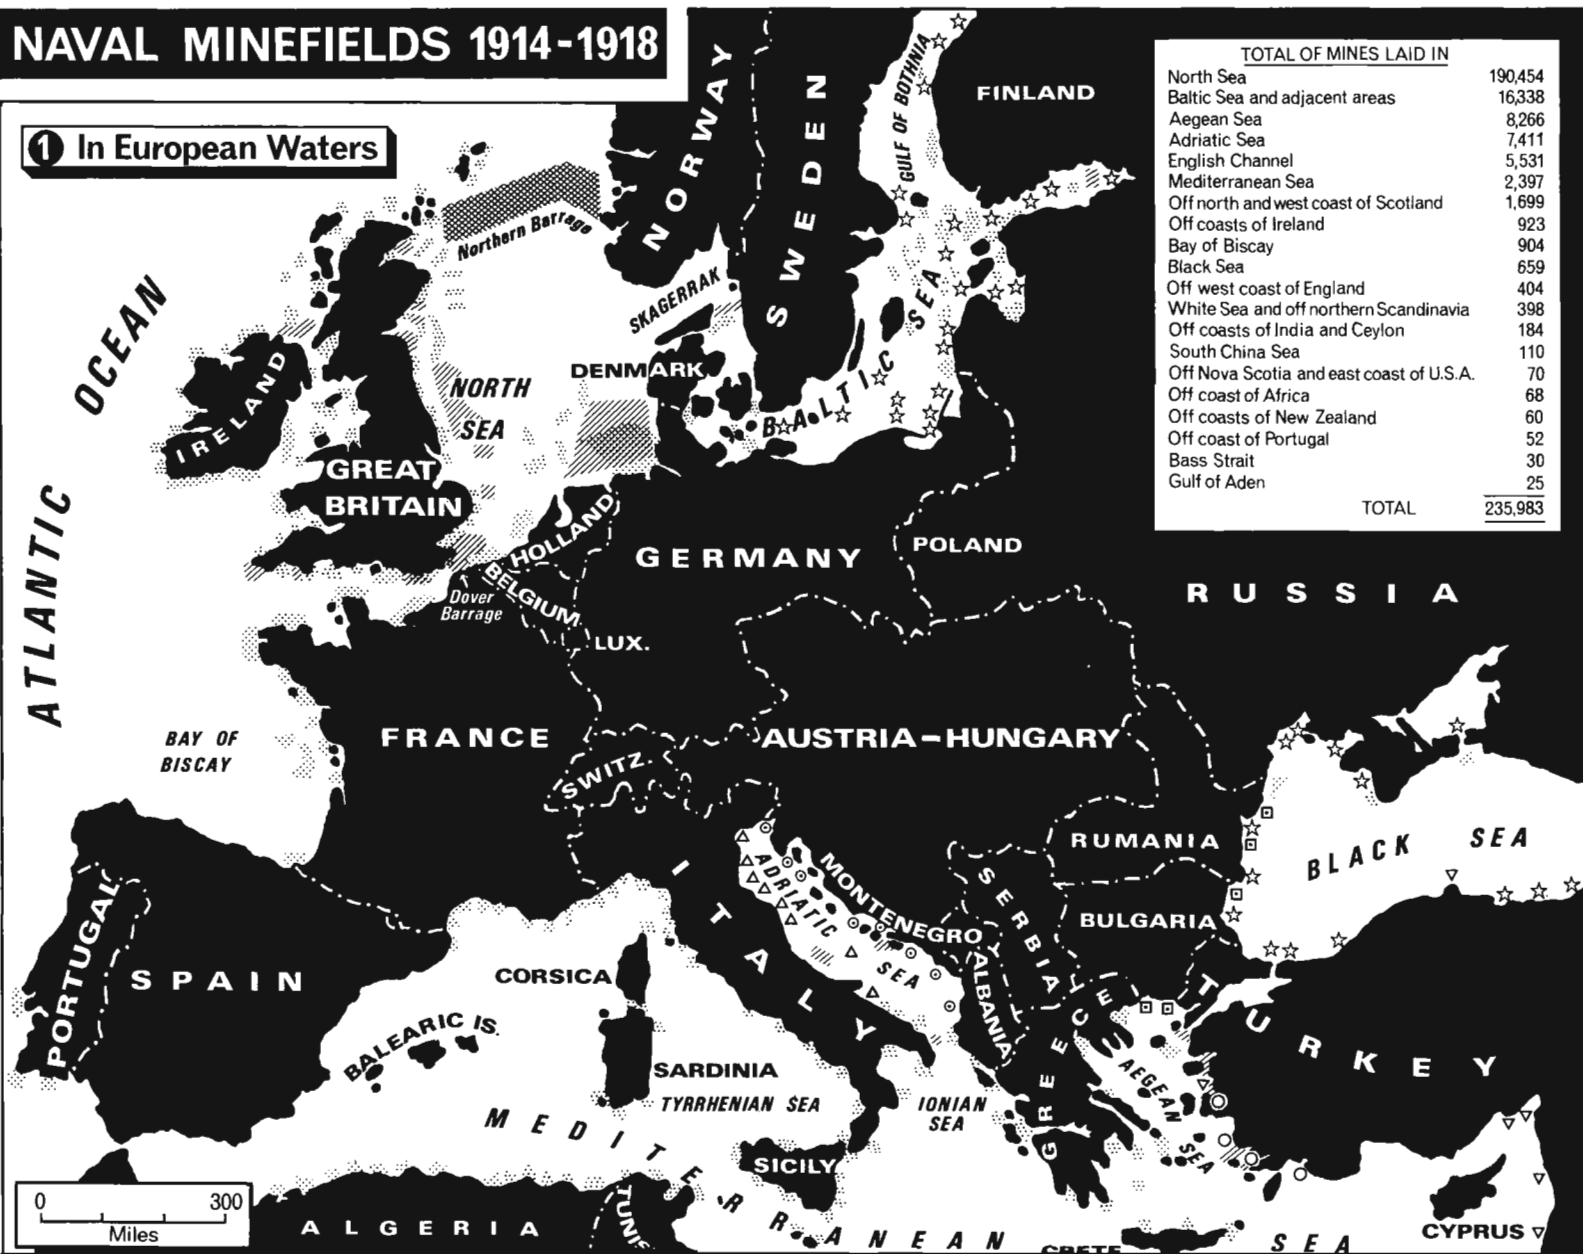 NAVAL MINEFIELDS 1914-1918
1 In European Waters
TOTAL OF MINES LAID IN
North Sea 190,454
Baltic Sea and adjacent areas 16,338
Aegean Sea 8,266
Adriatic Sea 7,411
English Channel 5,531
Mediterranean Sea 2,397
Off north and west coast of Scotland 1,699
Off coasts of Ireland 923
Bay of Biscay 904
Black Sea 659
Off west coast of England 404
White Sea and off northern Scandinavia 398
Off coasts of India and Ceylon 184
South China Sea 110
Off Nova Scotia and east coast of U.S.A. 70
Off coast of Africa 68
Off coasts of New Zealand 60
Off coast of Portugal 52
Bass Strait 30
Gulf of Aden 25
TOTAL 235,983
NORWAY
SWEDEN
GULF OF BOTHNIA
FINLAND
Northern Barrage
SKAGERRAK
ATLANTIC OCEAN
IRELAND
NORTH
SEA
DENMARK
BALTIC SEA
GREAT
BRITAIN
HOLLAND
BELGIUM
Dover
Barrage
LUX.
GERMANY
POLAND
RUSSIA
BAY OF
BISCAY
FRANCE
SWITZ.
AUSTRIA-HUNGARY
RUMANIA
BLACK SEA
BULGARIA
SERBIA
MONTENEGRO
ALBANIA
ADRIATIC
SEA
ITALY
PORTUGAL
SPAIN
CORSICA
BALEARIC IS.
SARDINIA
TYRRHENIAN SEA
IONIAN
SEA
GREECE
AEGEAN
SEA
TURKEY
SICILY
MEDITERRANEAN SEA
ALGERIA
TUNIS
CRETE
CYPRUS
0 300
Miles